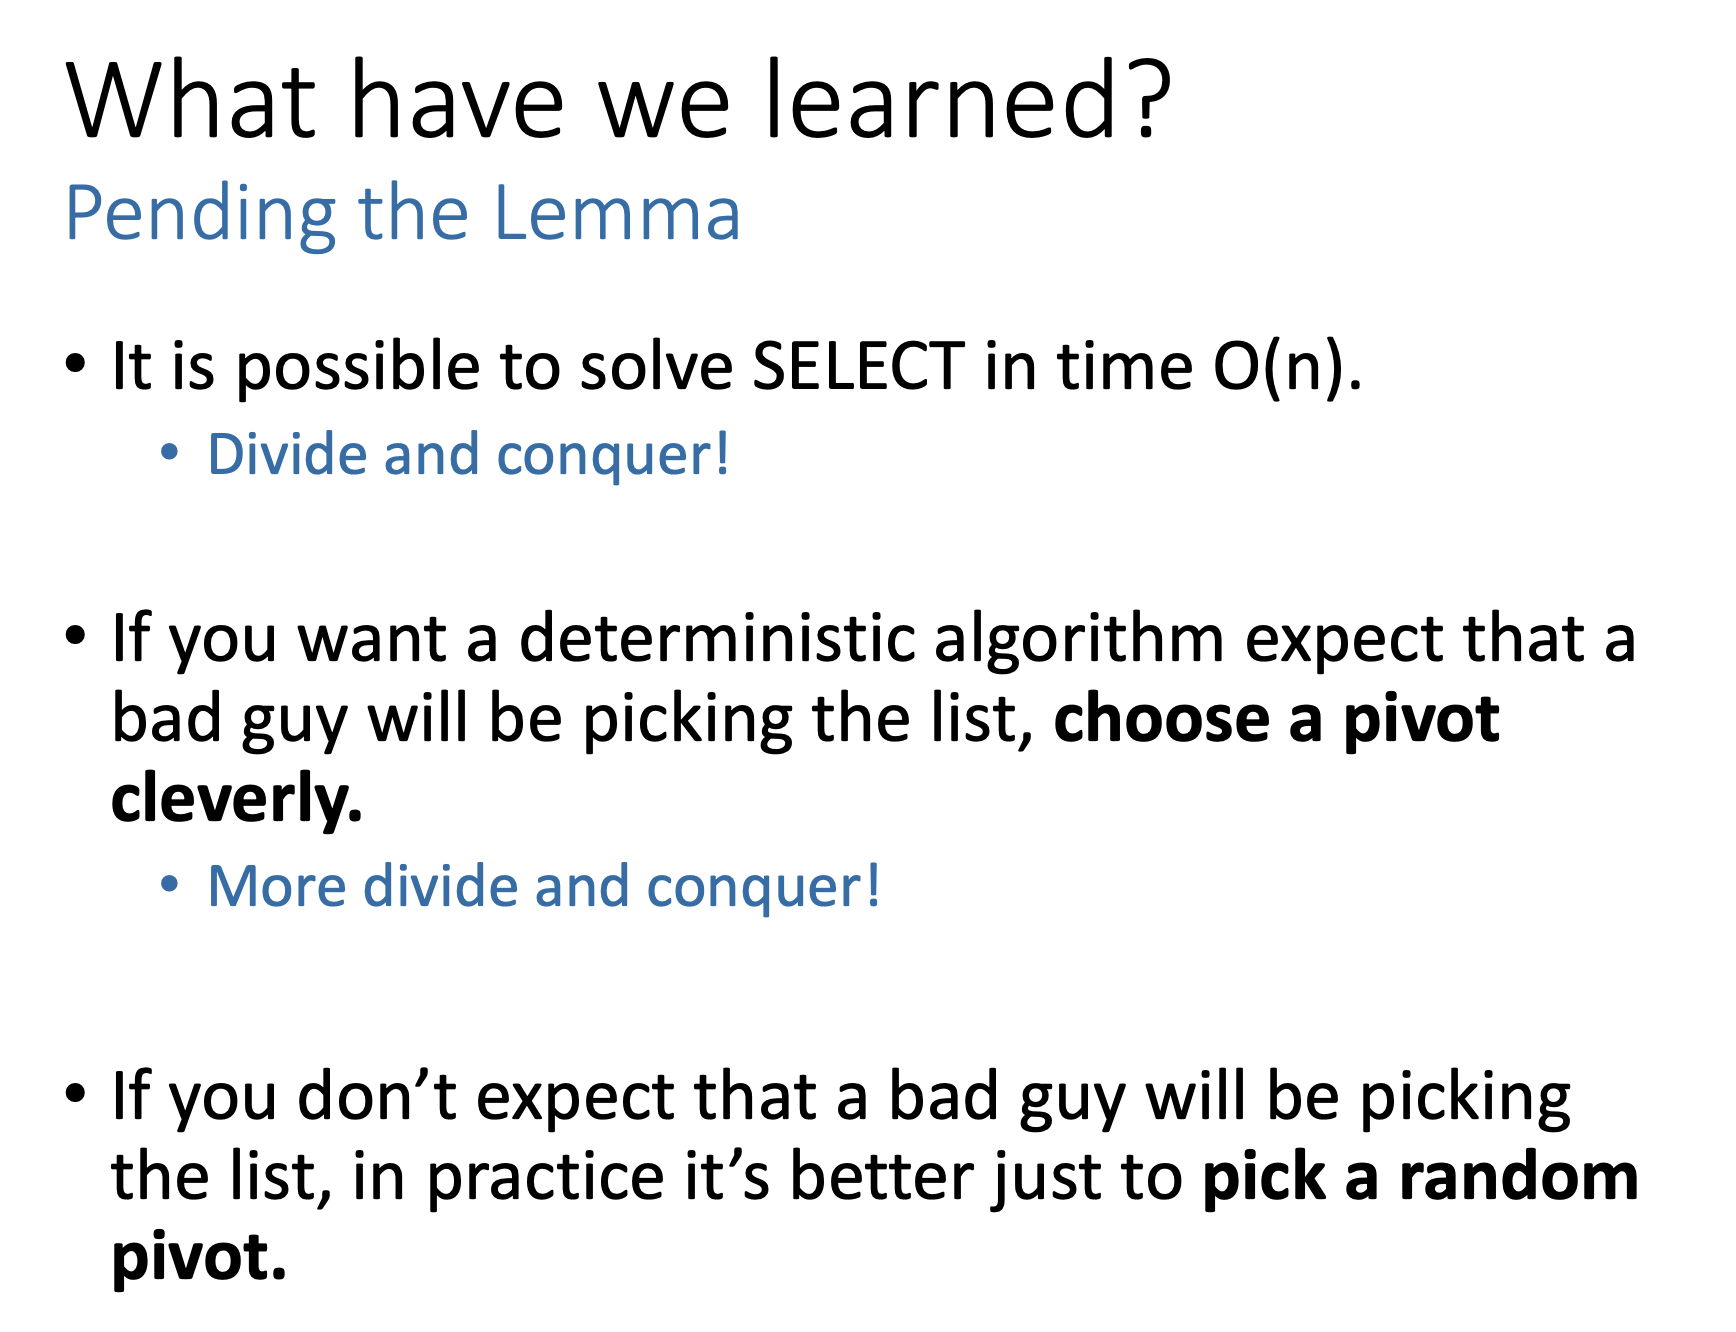 What have we learned?
Pending the Lemma
• It is possible to solve SELECT in time O(n).
• Divide and conquer!
• If you want a deterministic algorithm expect that a
bad guy will be picking the list, choose a pivot
cleverly.
• More divide and conquer!
• If you don’t expect that a bad guy will be picking
the list, in practice it’s better just to pick a random
pivot.